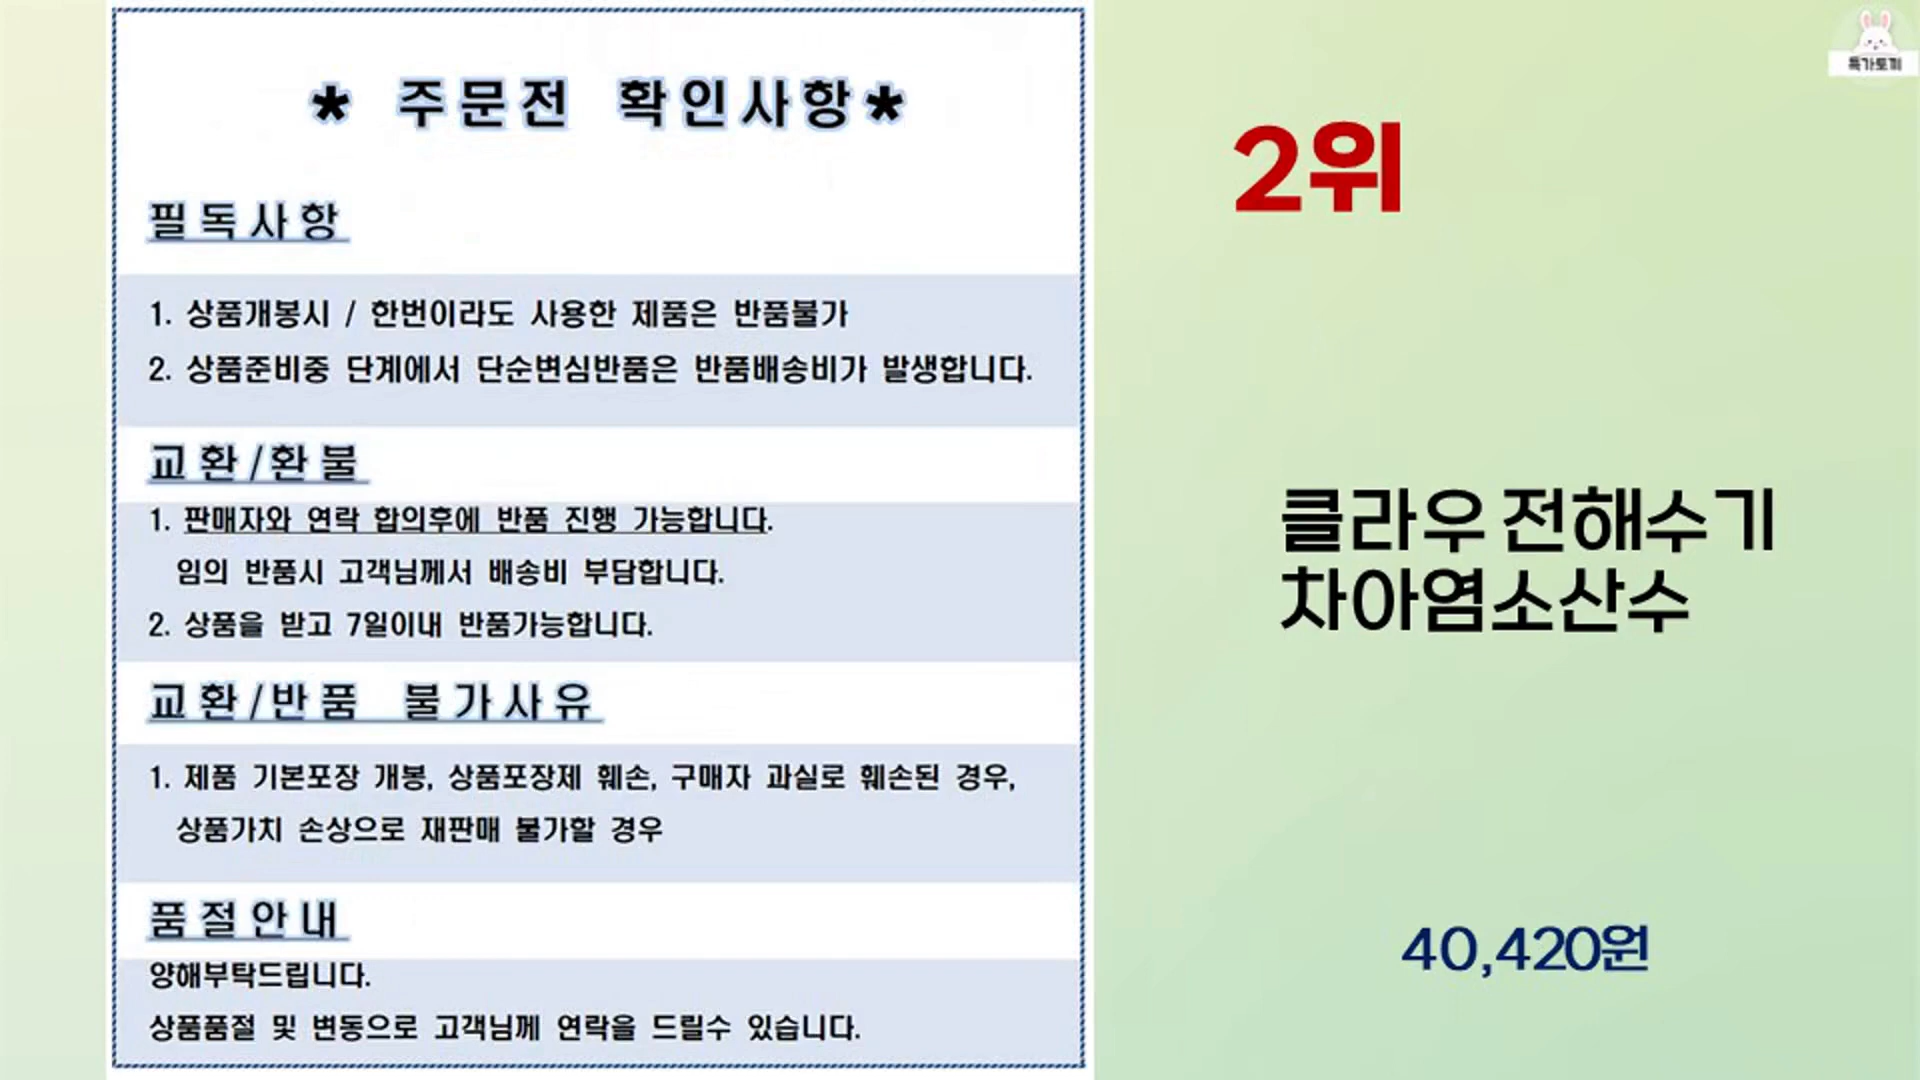 * 주문전 확인사항*
필독사항
1. 상품개봉시 / 한번이라도 사용한 제품은 반품불가
2. 상품준비중 단계에서 단순변심반품은 반품배송비가 발생합니다.
교환/환불
1. 판매자와 연락 합의후에 반품 진행 가능합니다.
임의 반품시 고객님께서 배송비 부담합니다.
2. 상품을 받고 7일이내 반품가능합니다.
교환/반품 불가사유
1. 제품 기본포장 개봉, 상품포장제 훼손, 구매자 과실로 훼손된 경우,
상품가치 손상으로 재판매 불가할 경우
품절안내
양해부탁드립니다.
상품품절 및 변동으로 고객님께 연락을 드릴수 있습니다.
특가토끼
2위
클라우 전해수기
차아염소산수
40,420원